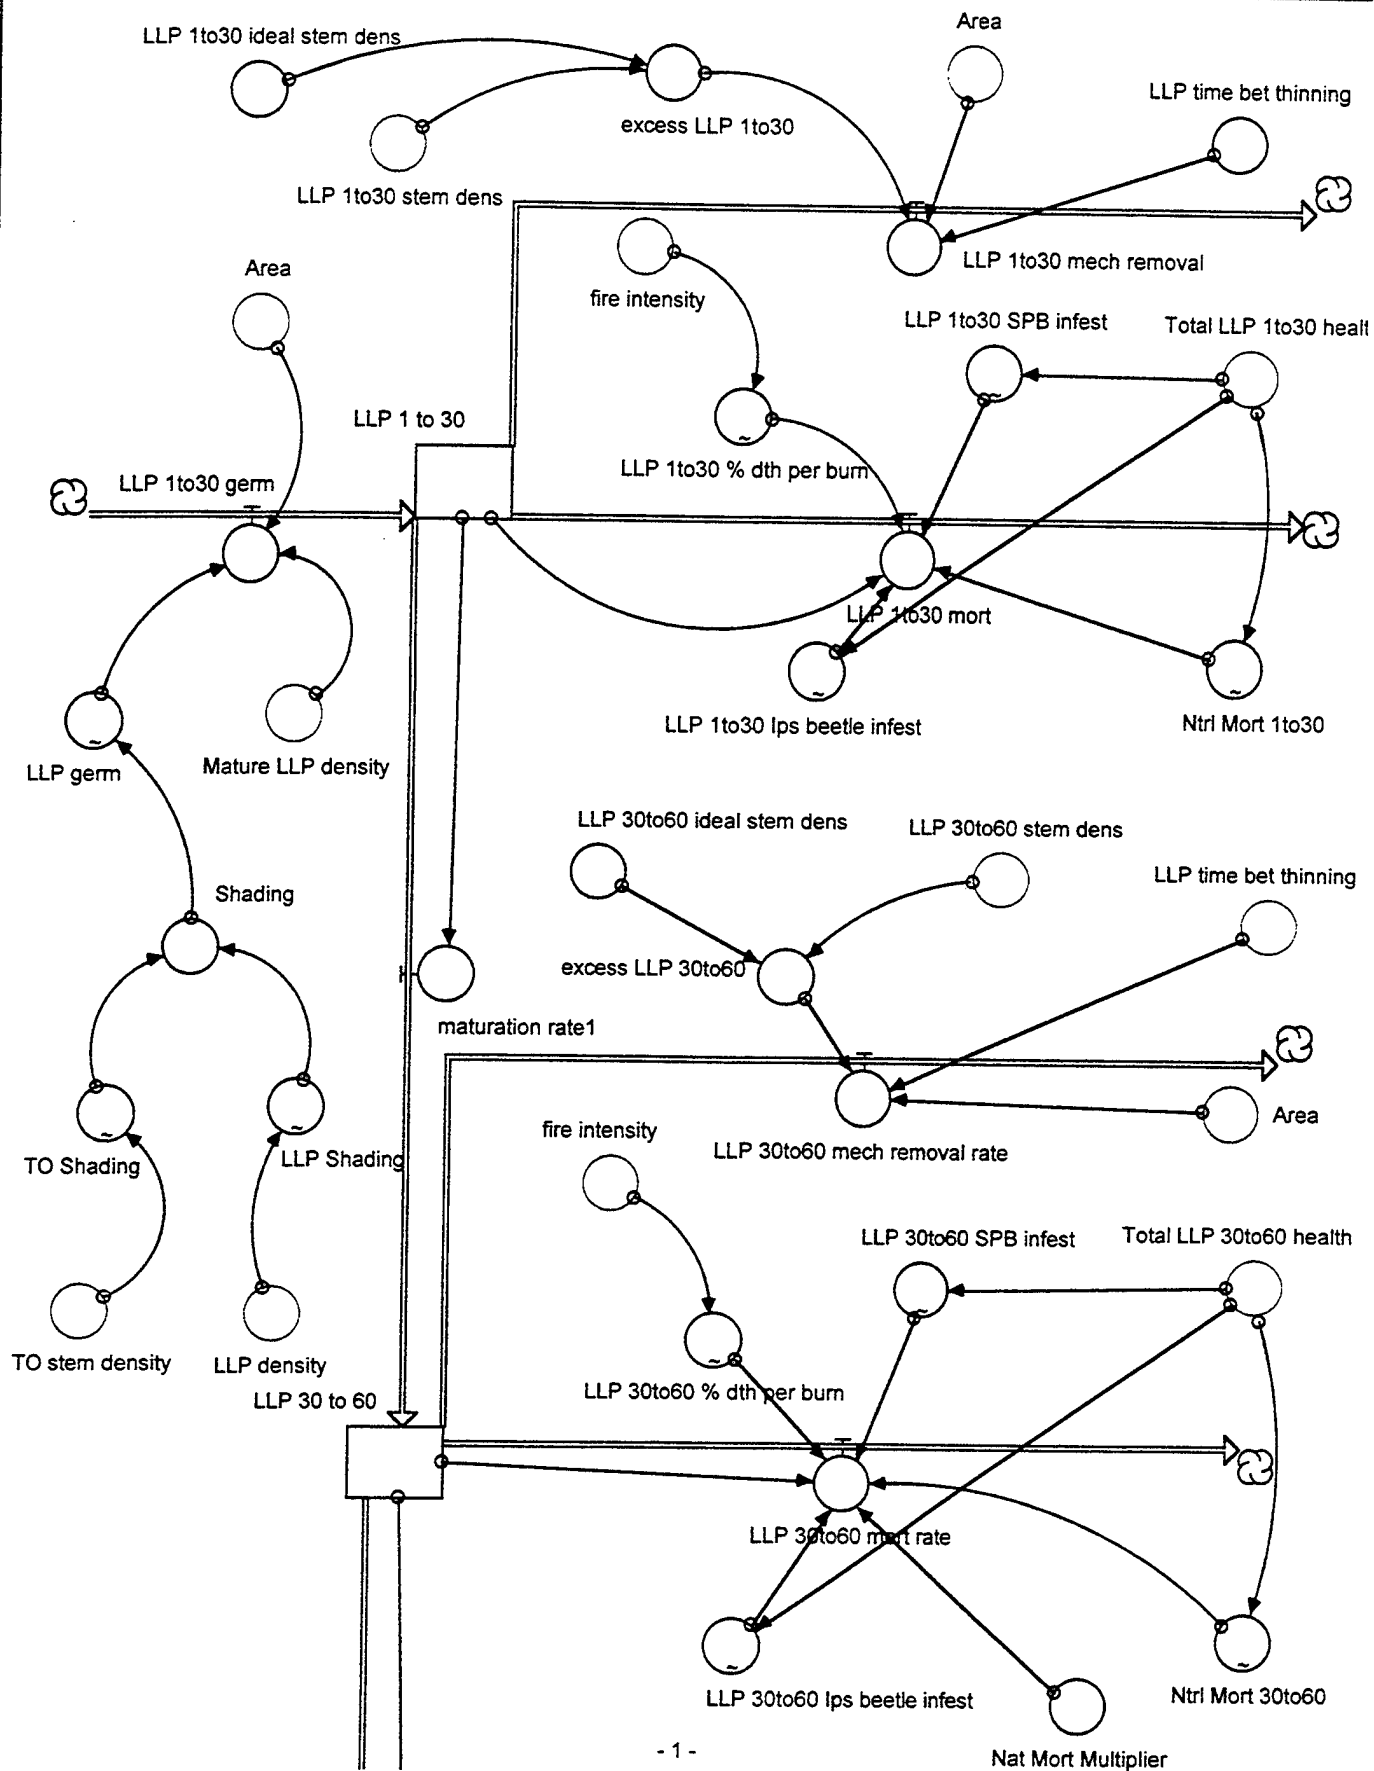 Area
LLP 1to30 ideal stem dens
LLP time bet thinning
excess LLP 1to30
LLP 1to30 stem dens
LLP 1to30 mech removal
Area
fire intensity
LLP 1to30 SPB infest
Total LLP 1to30 healt
LLP 1 to 30
LLP 1to30 % dth per burn
LLP 1to30 germ
LLP 1to30 mort
LLP 1to30 Ips beetle infest
Ntrl Mort 1to30
LLP germ
Mature LLP density
LLP 30to60 ideal stem dens
LLP 30to60 stem dens
LLP time bet thinning
Shading
excess LLP 30to60
maturation rate1
Area
fire intensity
LLP 30to60 mech removal rate
TO Shading
LLP Shading
LLP 30to60 SPB infest
Total LLP 30to60 health
TO stem density
LLP density
LLP 30to60 % dth per burn
LLP 30 to 60
LLP 30to60 mort rate
LLP 30to60 Ips beetle infest
Ntrl Mort 30to60
- 1 -
Nat Mort Multiplier